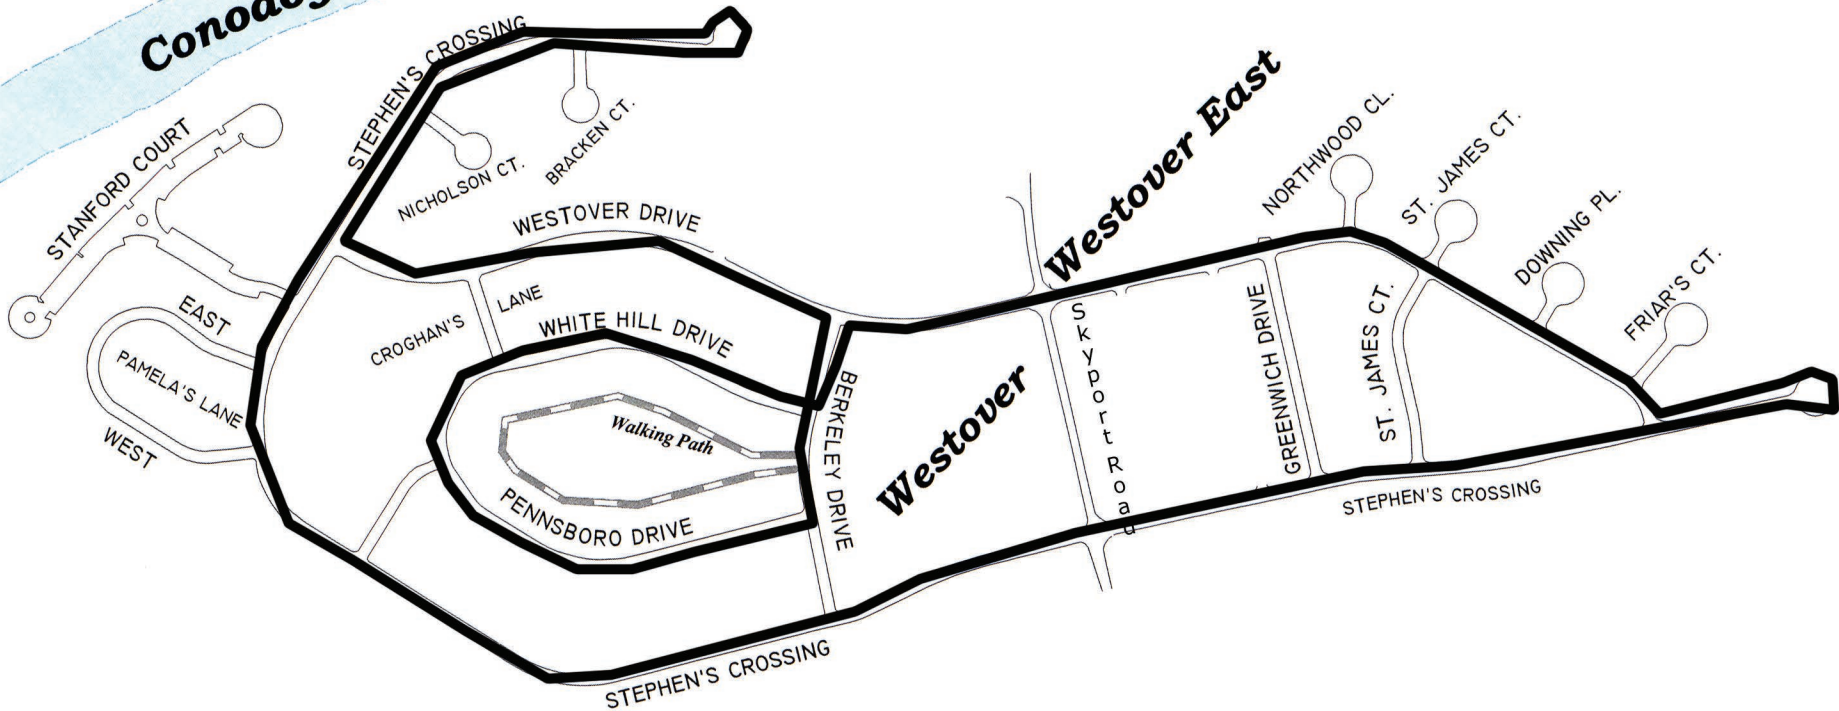 Conodog
STEPHEN'S CROSSING
STANFORD COURT
NICHOLSON CT.
BRACKEN CT.
WESTOVER DRIVE
Westover East
NORTHWOOD CL.
ST. JAMES CT.
DOWNING PL.
FRIAR'S CT.
EAST
PAMELA'S LANE
WEST
CROGHAN'S
LANE
WHITE HILL DRIVE
Walking Path
PENNSBORO DRIVE
BERKELEY DRIVE
Westover
Skyport Road
GREENWICH DRIVE
ST. JAMES CT.
STEPHEN'S CROSSING
STEPHEN'S CROSSING